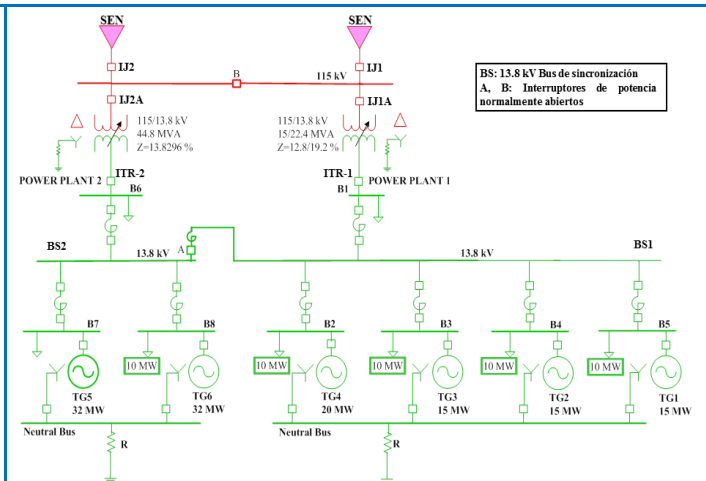 SEN
SEN
IJ2
IJ1
B
115 kV
BS: 13.8 kV Bus de sincronización
A, B: Interruptores de potencia
normalmente abiertos
IJ2A
IJ1A
115/13.8 kV
44.8 MVA
Z=13.8296 %
115/13.8 kV
15/22.4 MVA
Z=12.8/19.2 %
ITR-2
POWER PLANT 2
B6
ITR-1
POWER PLANT 1
B1
BS2
13.8 kV
A
13.8 kV
BS1
B7
B8
B2
B3
B4
B5
10 MW
10 MW
10 MW
10 MW
10 MW
TG5
32 MW
TG6
32 MW
TG4
20 MW
TG3
15 MW
TG2
15 MW
TG1
15 MW
Neutral Bus
R
Neutral Bus
R